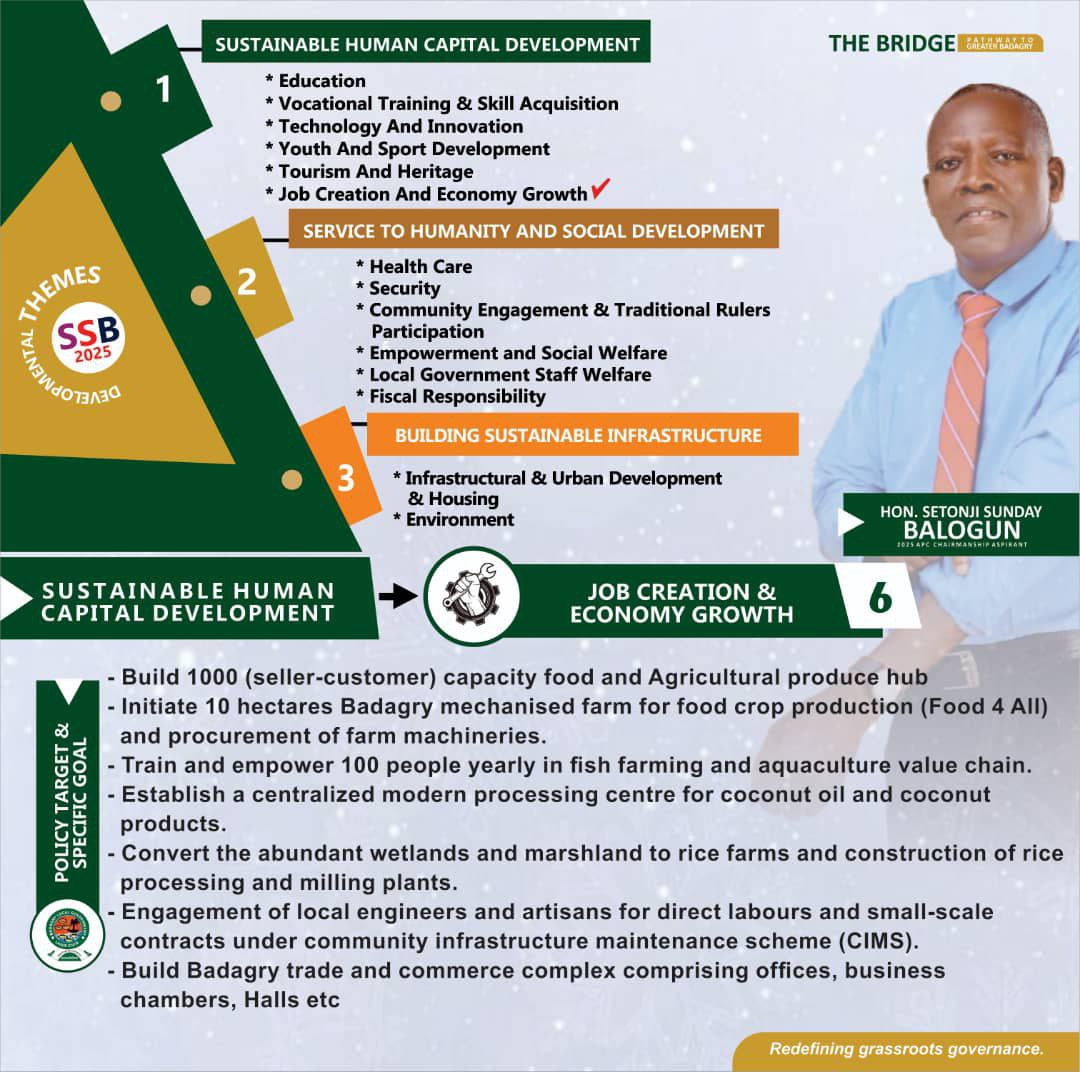 1
SUSTAINABLE HUMAN CAPITAL DEVELOPMENT
* Education
* Vocational Training & Skill Acquisition
* Technology And Innovation
* Youth And Sport Development
* Tourism And Heritage
* Job Creation And Economy Growth
THE BRIDGE
PATHWAY TO
GREATER BADAGRY
2
SERVICE TO HUMANITY AND SOCIAL DEVELOPMENT
* Health Care
* Security
* Community Engagement & Traditional Rulers
Participation
* Empowerment and Social Welfare
* Local Government Staff Welfare
* Fiscal Responsibility
DEVELOPMENTAL THEMES
SSB
2025
3
BUILDING SUSTAINABLE INFRASTRUCTURE
* Infrastructural & Urban Development
& Housing
* Environment
HON. SETONJI SUNDAY
BALOGUN
2025 APC CHAIRMANSHIP ASPIRANT
SUSTAINABLE HUMAN
CAPITAL DEVELOPMENT
JOB CREATION &
ECONOMY GROWTH
6
POLICY TARGET &
SPECIFIC GOAL
- Build 1000 (seller-customer) capacity food and Agricultural produce hub
- Initiate 10 hectares Badagry mechanised farm for food crop production (Food 4 All)
and procurement of farm machineries.
- Train and empower 100 people yearly in fish farming and aquaculture value chain.
- Establish a centralized modern processing centre for coconut oil and coconut
products.
- Convert the abundant wetlands and marshland to rice farms and construction of rice
processing and milling plants.
- Engagement of local engineers and artisans for direct labours and small-scale
contracts under community infrastructure maintenance scheme (CIMS).
- Build Badagry trade and commerce complex comprising offices, business
chambers, Halls etc
Redefining grassroots governance.